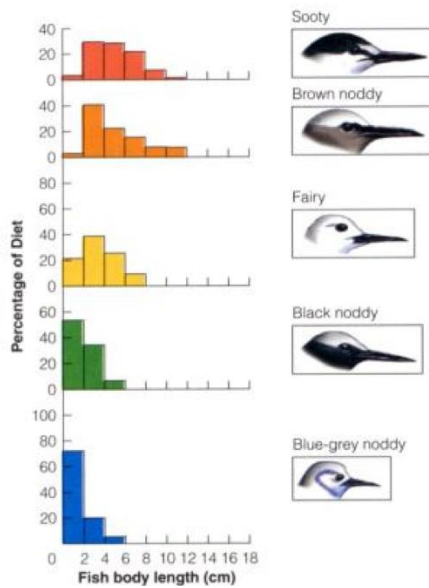 Percentage of Diet
40
20
0
Sooty
40
20
0
Brown noddy
80
60
40
20
0
Fairy
60
40
20
0
Black noddy
100
80
60
40
20
Blue-grey noddy
0 2 4 6 8 10 12 14 16 18
Fish body length (cm)